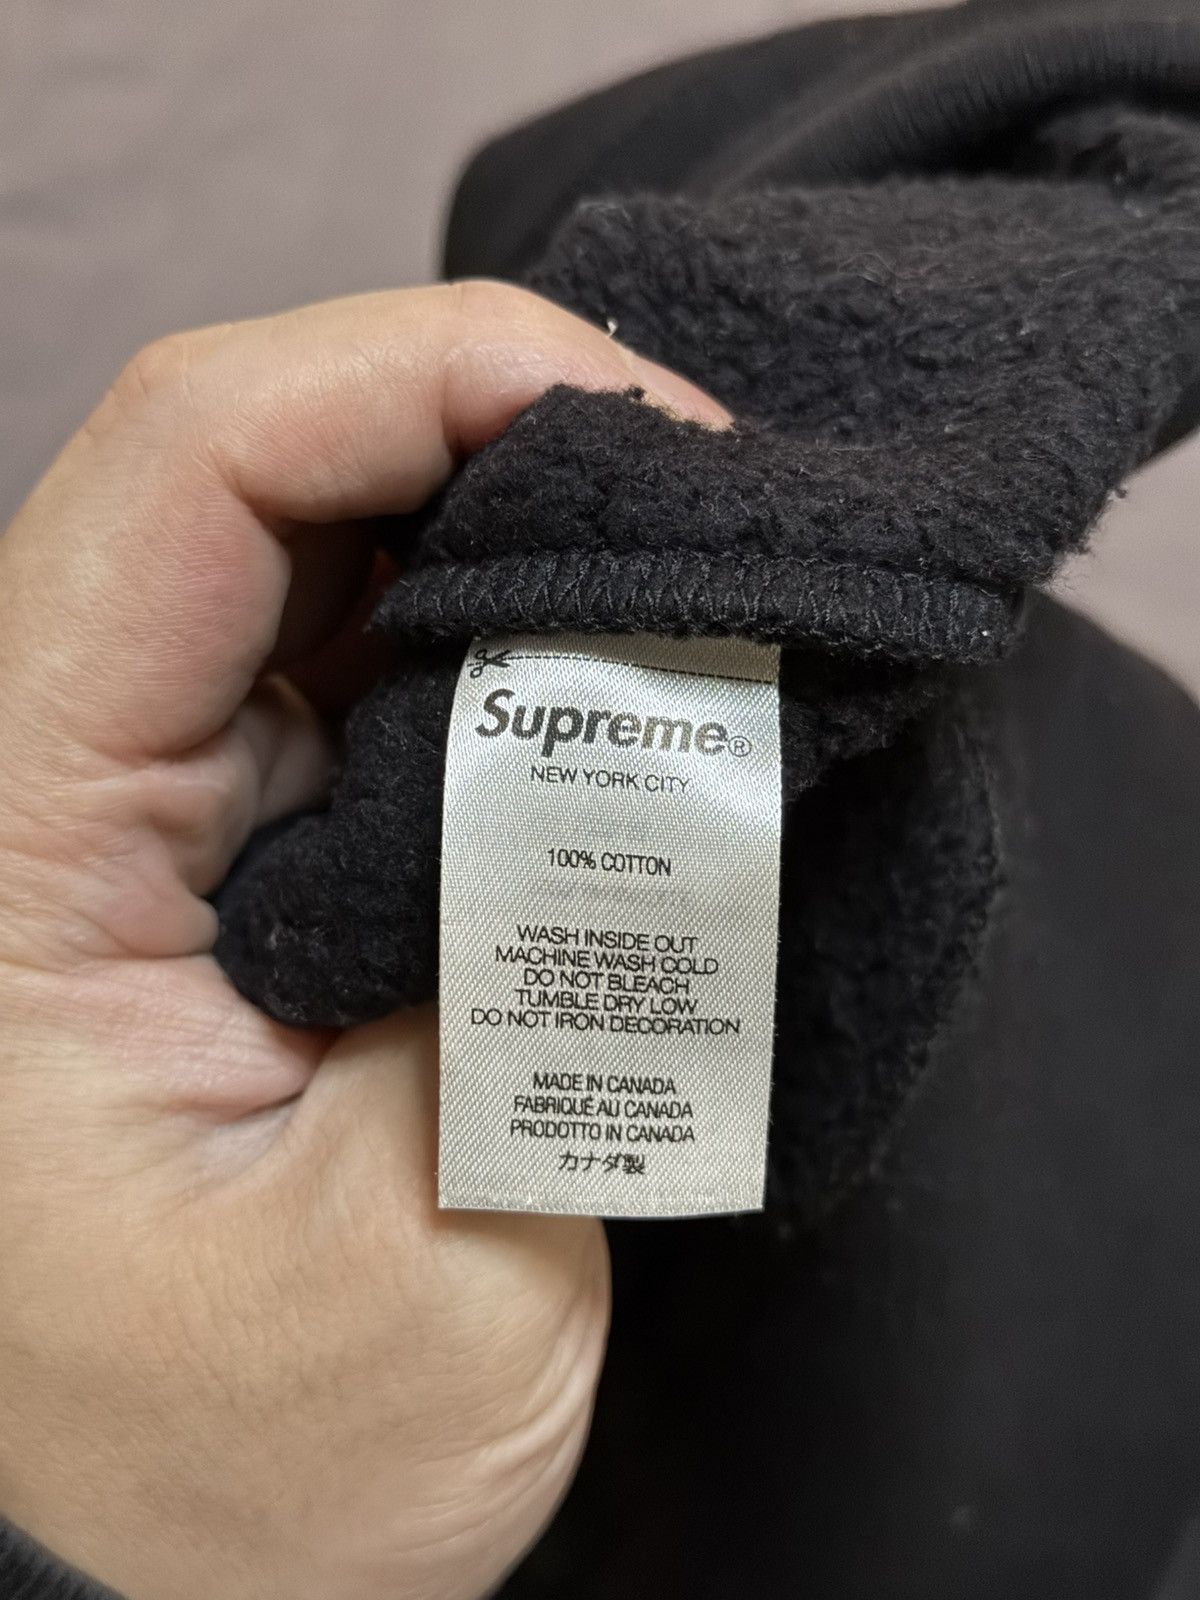 Supreme®
NEW YORK CITY
100% COTTON
WASH INSIDE OUT
MACHINE WASH COLD
DO NOT BLEACH
TUMBLE DRY LOW
DO NOT IRON DECORATION
MADE IN CANADA
FABRIQUÉ AU CANADA
PRODOTTO IN CANADA
カナダ製